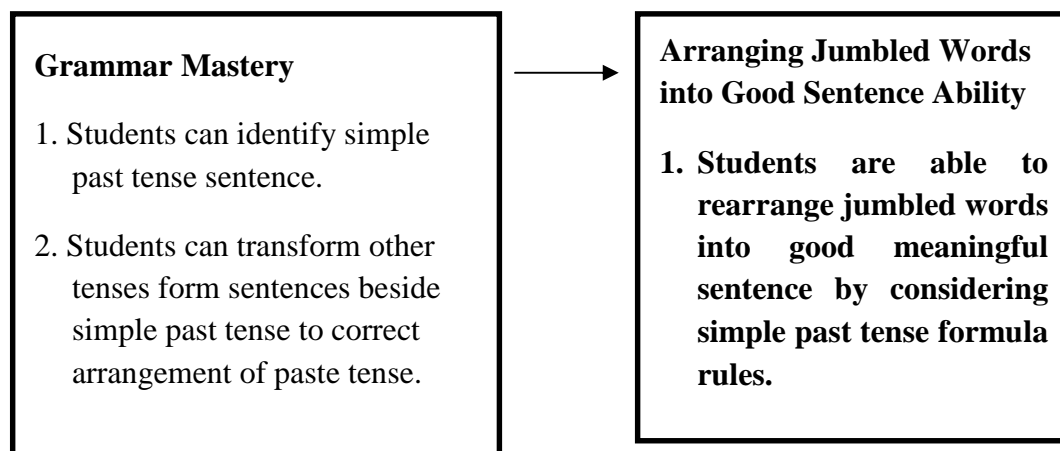 Grammar Mastery
1. Students can identify simple
past tense sentence.
2. Students can transform other
tenses form sentences beside
simple past tense to correct
arrangement of paste tense.
Arranging Jumbled Words
into Good Sentence Ability
1. Students are able to
rearrange jumbled words
into good meaningful
sentence by considering
simple past tense formula
rules.